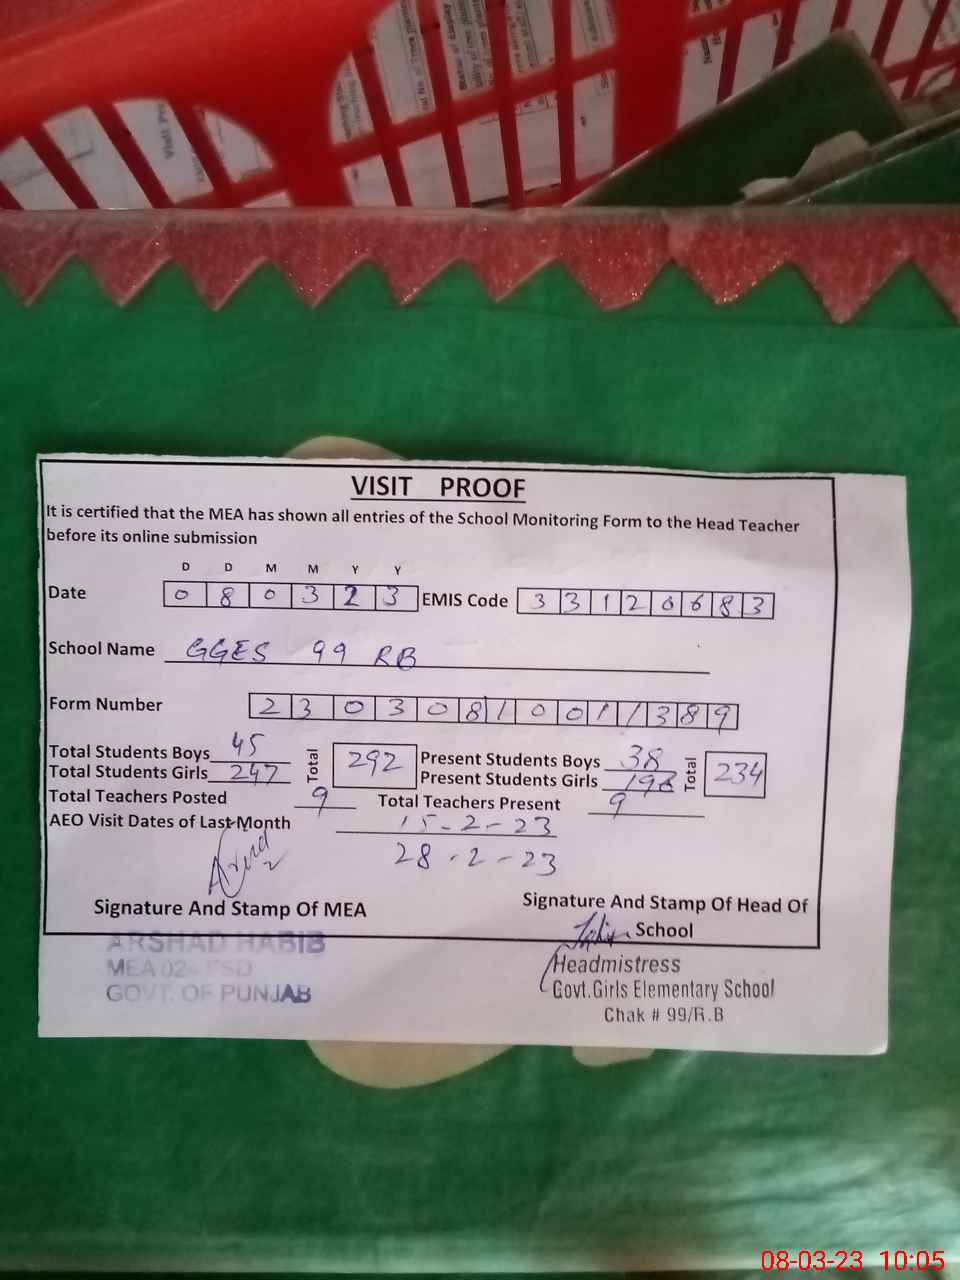 VISIT PROOF
It is certified that the MEA has shown all entries of the School Monitoring Form to the Head Teacher
before its online submission
D D M M Y Y
Date 0 8 0 3 2 3 EMIS Code 3 3 1 2 0 6 8 3
School Name GGES 99 RB
Form Number 2 3 0 3 0 8 1 0 0 1 1 3 8 9
Total Students Boys 45 Total 292 Present Students Boys 38 Total 234
Total Students Girls 247 Present Students Girls 196
Total Teachers Posted 9 Total Teachers Present 9
AEO Visit Dates of Last Month 15-2-23
28-2-23
Signature And Stamp Of MEA Signature And Stamp Of Head Of
School
ARSHAD HABIB
MEA 02 FSD
GOVT. OF PUNJAB
Headmistress
Govt.Girls Elementary School
Chak # 99/R.B
08-03-23 10:05